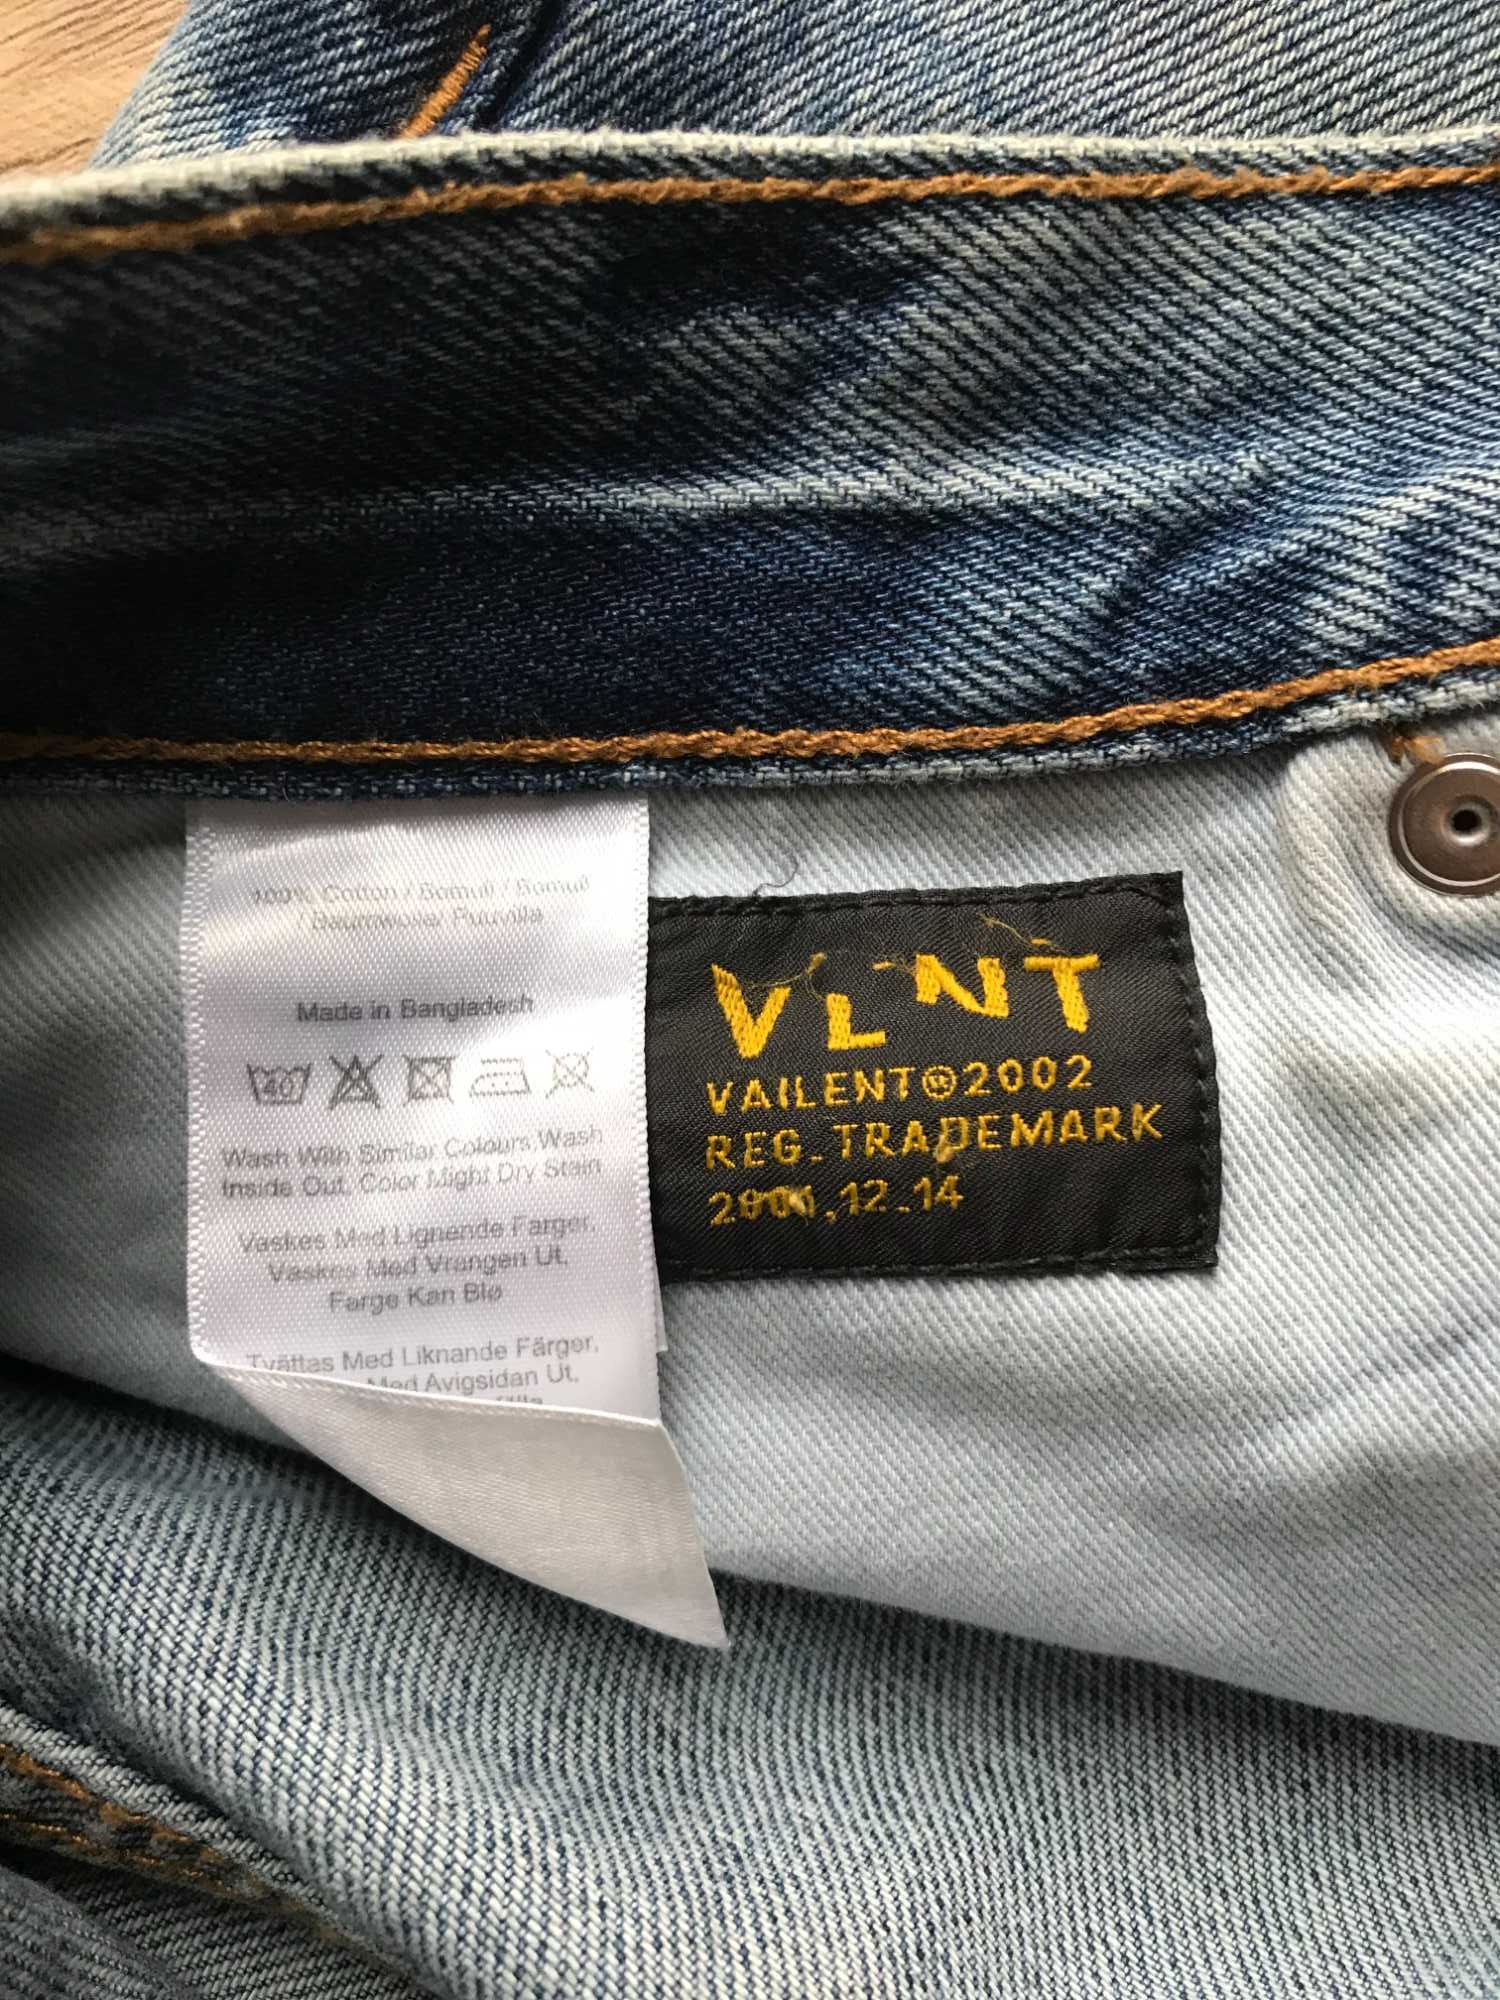 100% Cotton / Bomull / Bomuld
/ Baumwolle/ Puuvilla
Made in Bangladesh
40
Wash With Similar Colours.Wash
Inside Out, Color Might Dry Stain
Vaskes Med Lignende Farger,
Vaskes Med Vrangen Ut,
Farge Kan Blø
Tvättas Med Liknande Färger,
Med Avigsidan Ut,
VLNT
VAILENT 2002
REG. TRADEMARK
2001.12.14